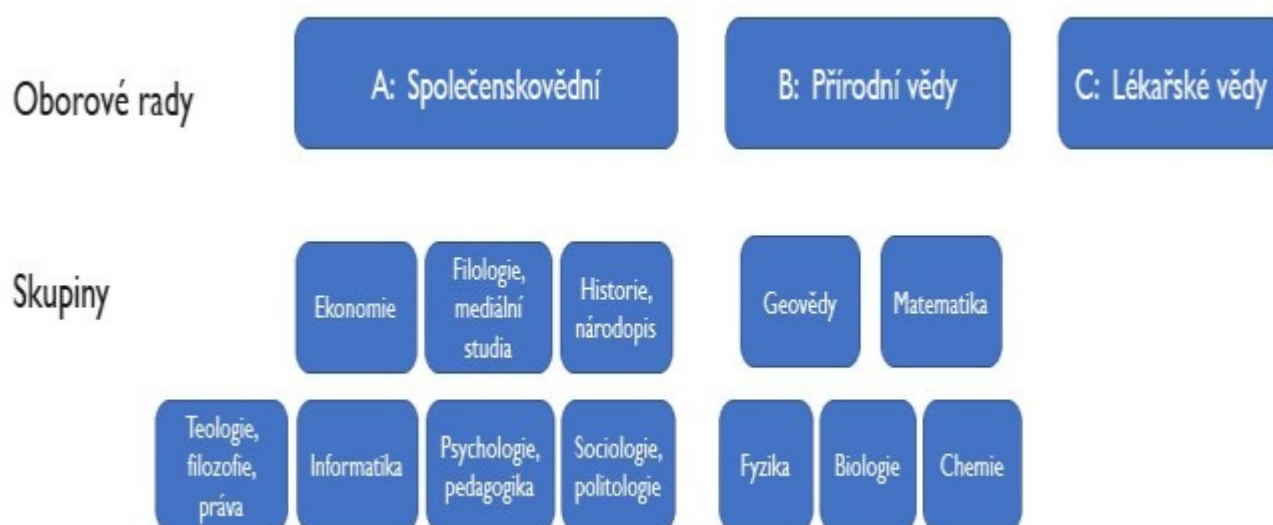 Oborové rady
A: Společenskovědní
B: Přírodní vědy
C: Lékařské vědy
Skupiny
Ekonomie
Filologie,
mediální
studia
Historie,
národopis
Geovědy
Matematika
Teologie,
filozofie,
práva
Informatika
Psychologie,
pedagogika
Sociologie,
politologie
Fyzika
Biologie
Chemie